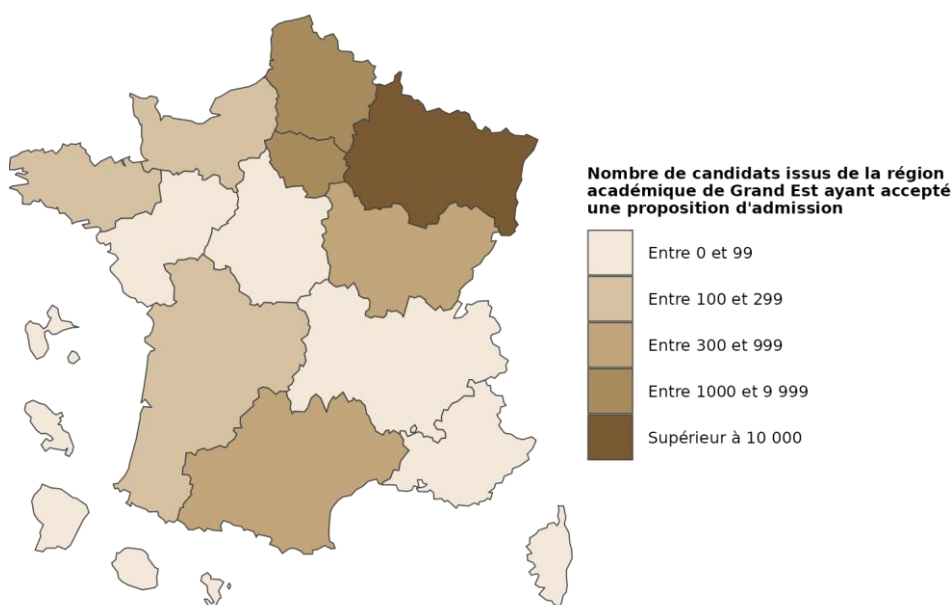 Nombre de candidats issus de la région
académique de Grand Est ayant accepté
une proposition d'admission
Entre 0 et 99
Entre 100 et 299
Entre 300 et 999
Entre 1000 et 9 999
Supérieur à 10 000